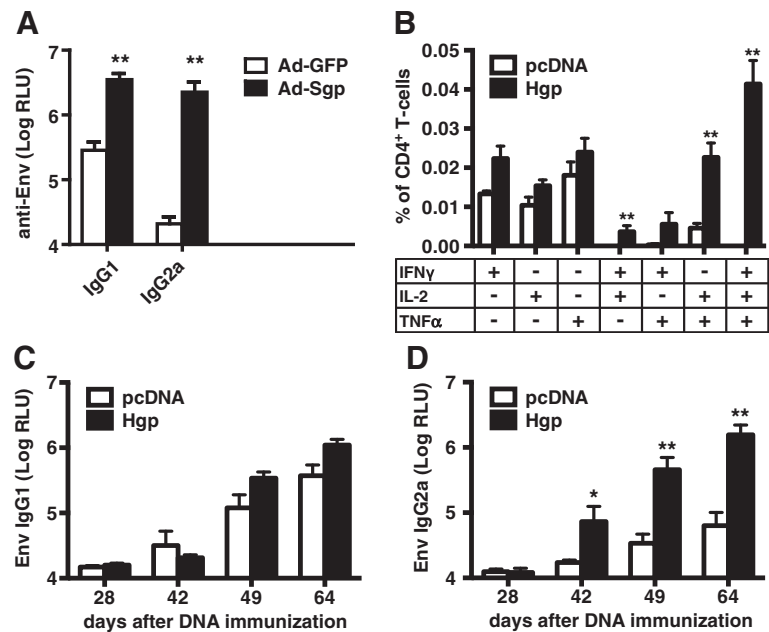 A
7
6
5
4
anti-Env (Log RLU)
**
**
Ad-GFP
Ad-Sgp
IgG1
IgG2a
B
0.05
0.04
0.03
0.02
0.01
0.00
% of CD4+ T-cells
pcDNA
Hgp
**
**
**
IFNγ + - - + + - +
IL-2 - + - + - + +
TNFα - - + - + + +
C
7
6
5
4
Env IgG1 (Log RLU)
pcDNA
Hgp
28 42 49 64
days after DNA immunization
D
7
6
5
4
Env IgG2a (Log RLU)
pcDNA
Hgp
*
**
**
28 42 49 64
days after DNA immunization